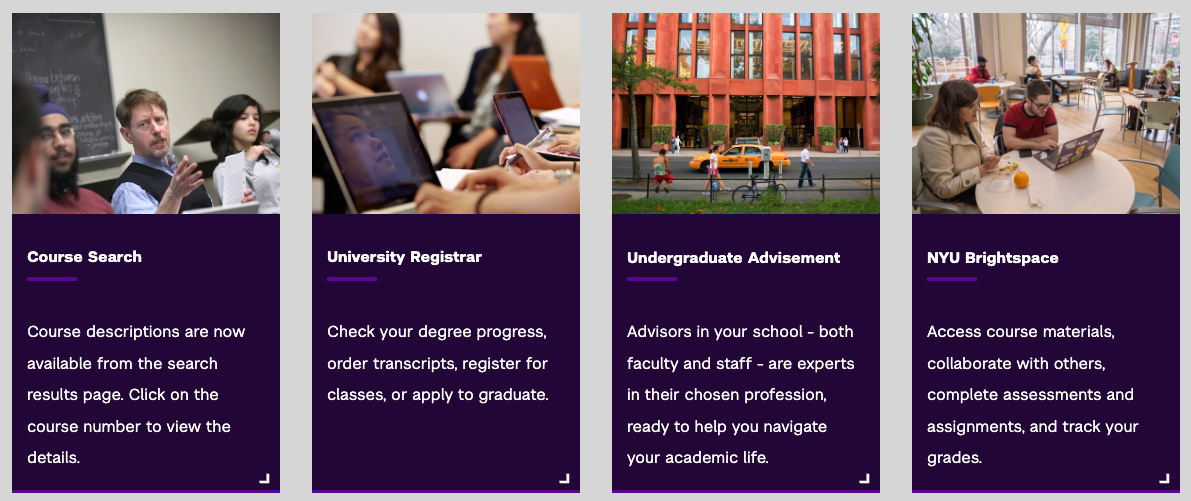 Course Search
Course descriptions are now
available from the search
results page. Click on the
course number to view the
details.
University Registrar
Check your degree progress,
order transcripts, register for
classes, or apply to graduate.
Undergraduate Advisement
Advisors in your school - both
faculty and staff - are experts
in their chosen profession,
ready to help you navigate
your academic life.
NYU Brightspace
Access course materials,
collaborate with others,
complete assessments and
assignments, and track your
grades.